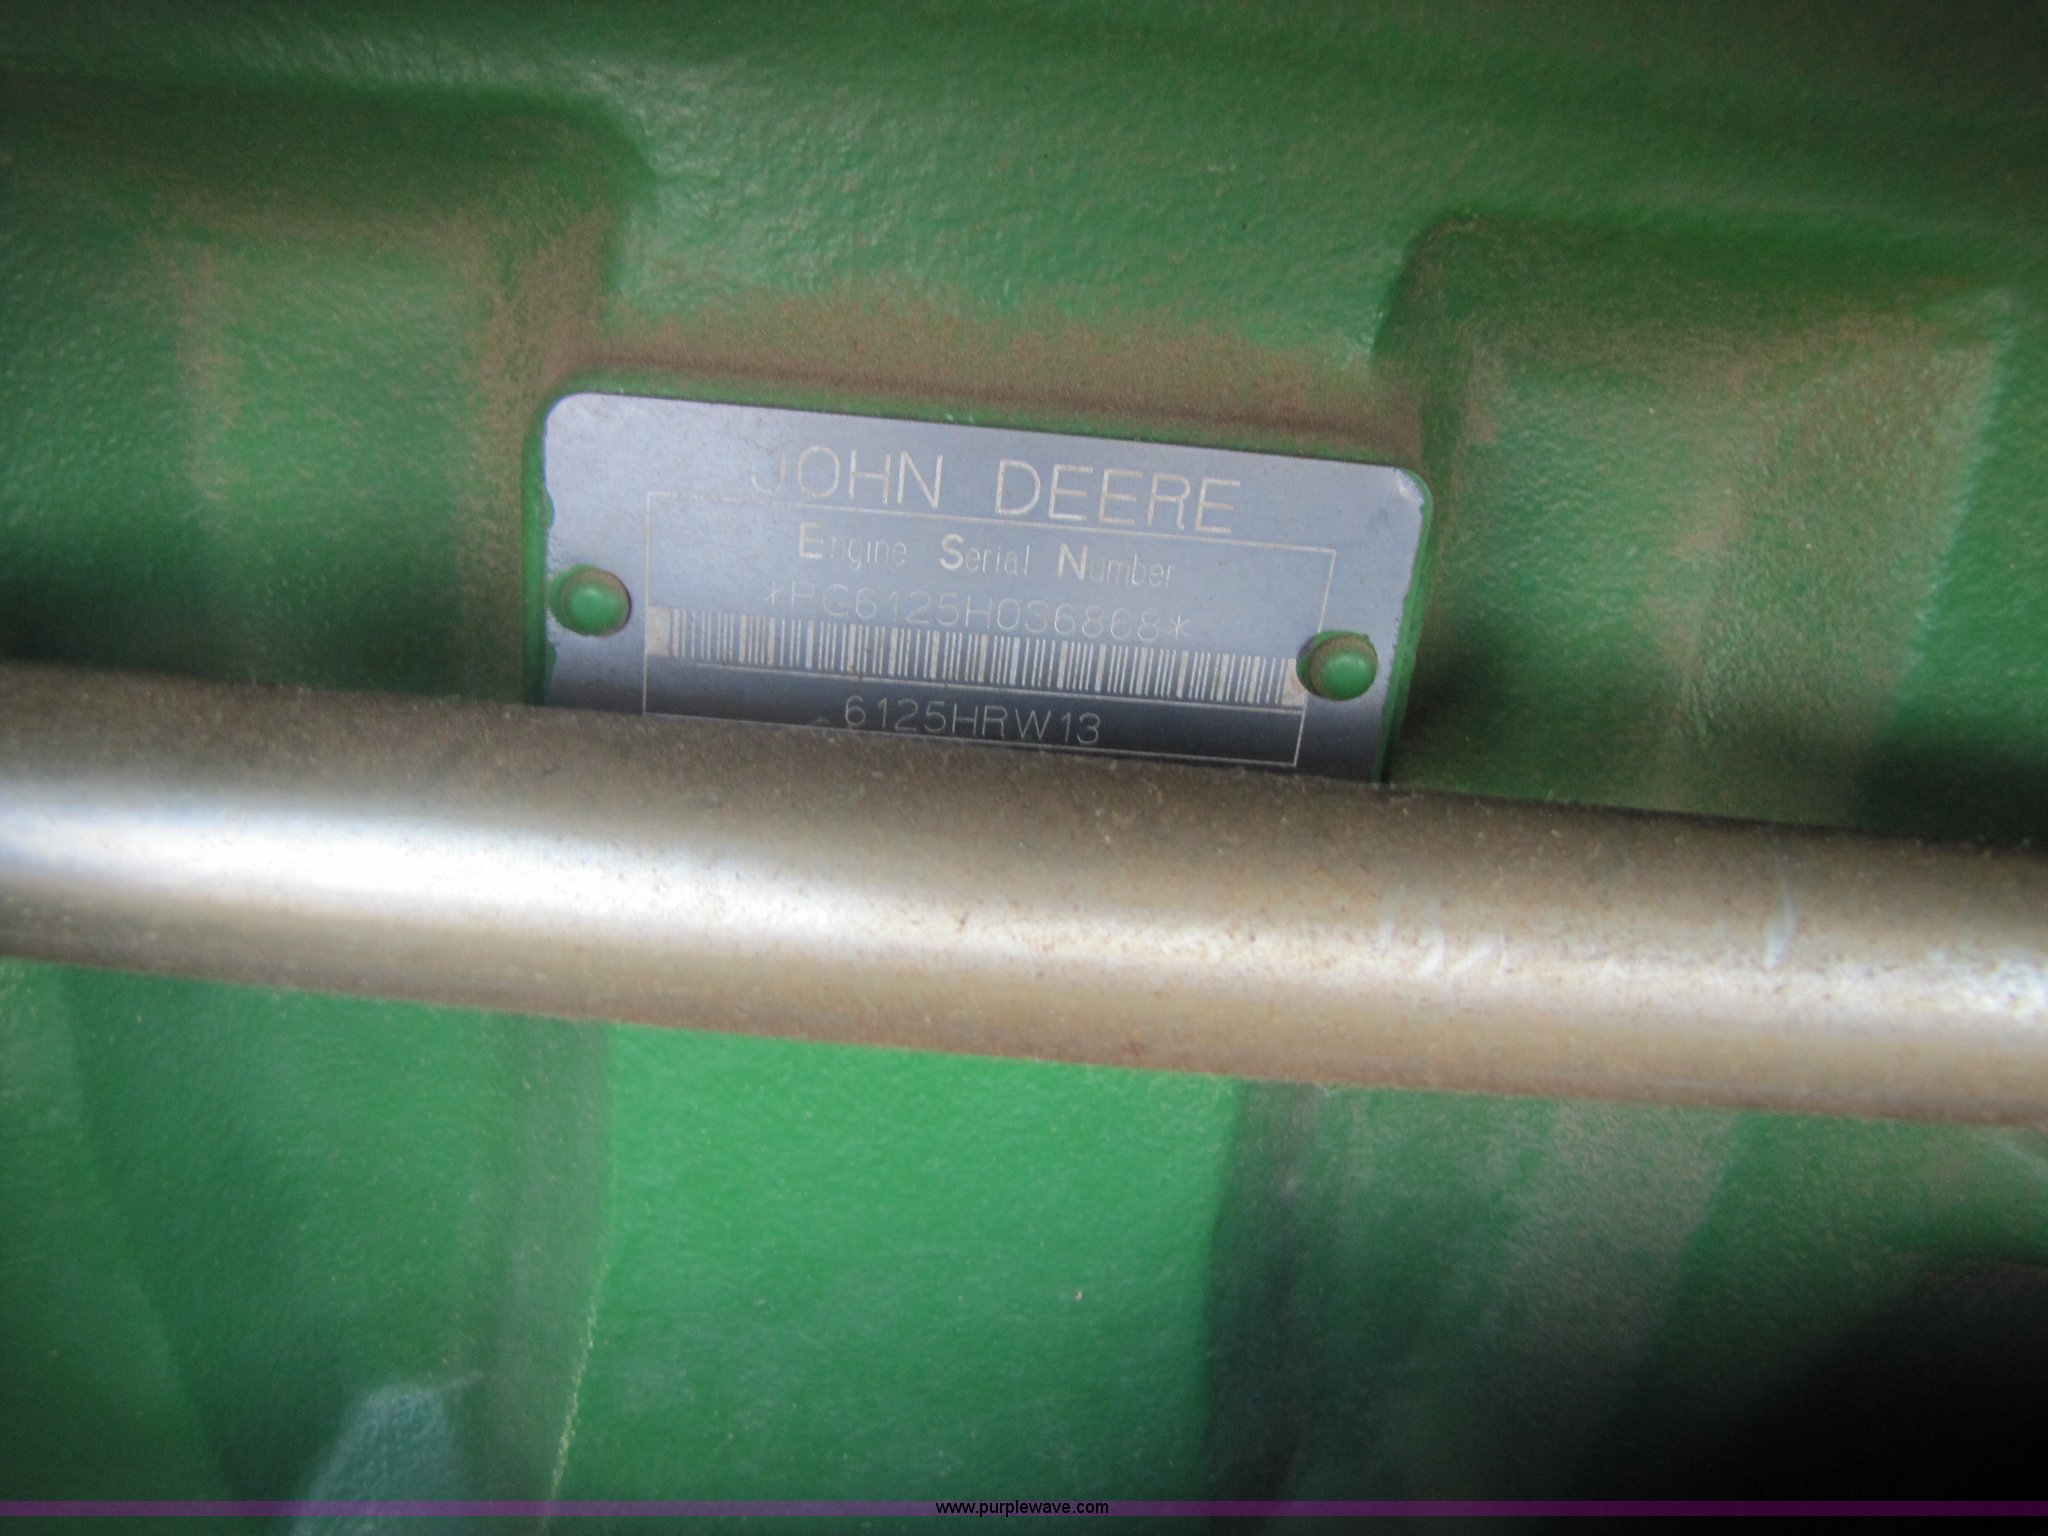 JOHN DEERE
Engine Serial Number
*RG6125H036868*
6125HRW13
www.purplewave.com